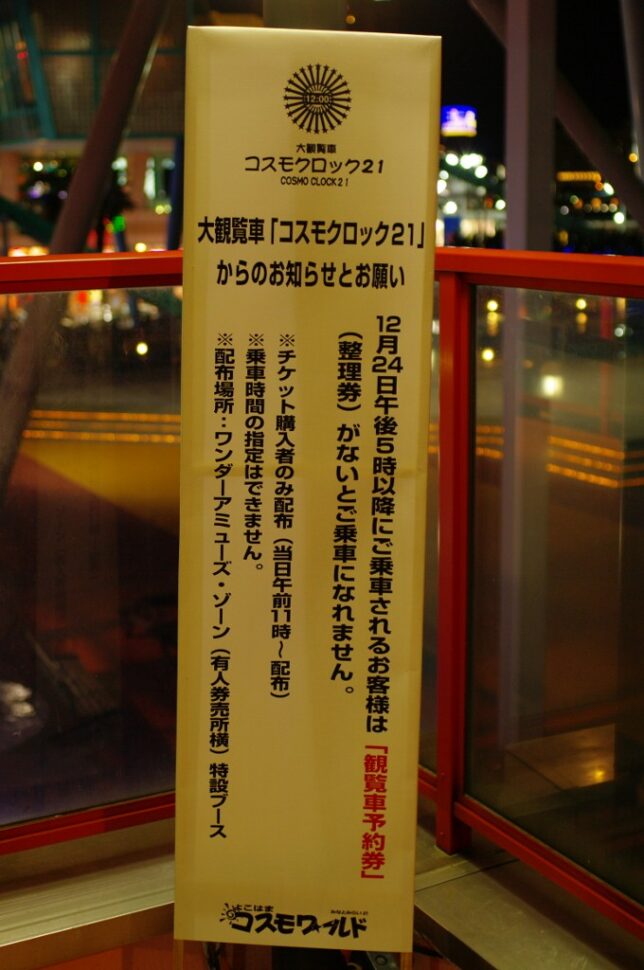 12:00
大観覧車
コスモクロック21
COSMO CLOCK 21
大観覧車「コスモクロック21」
からのお知らせとお願い
12月24日午後5時以降にご乗車されるお客様は「観覧車予約券」
（整理券）がないとご乗車になれません。
※チケット購入者のみ配布（当日午前11時〜配布）
※乗車時間の指定はできません。
※配布場所：ワンダーアミューズ・ゾーン（有人券売所横）特設ブース
よこはま
みなとみらい21
コスモワールド